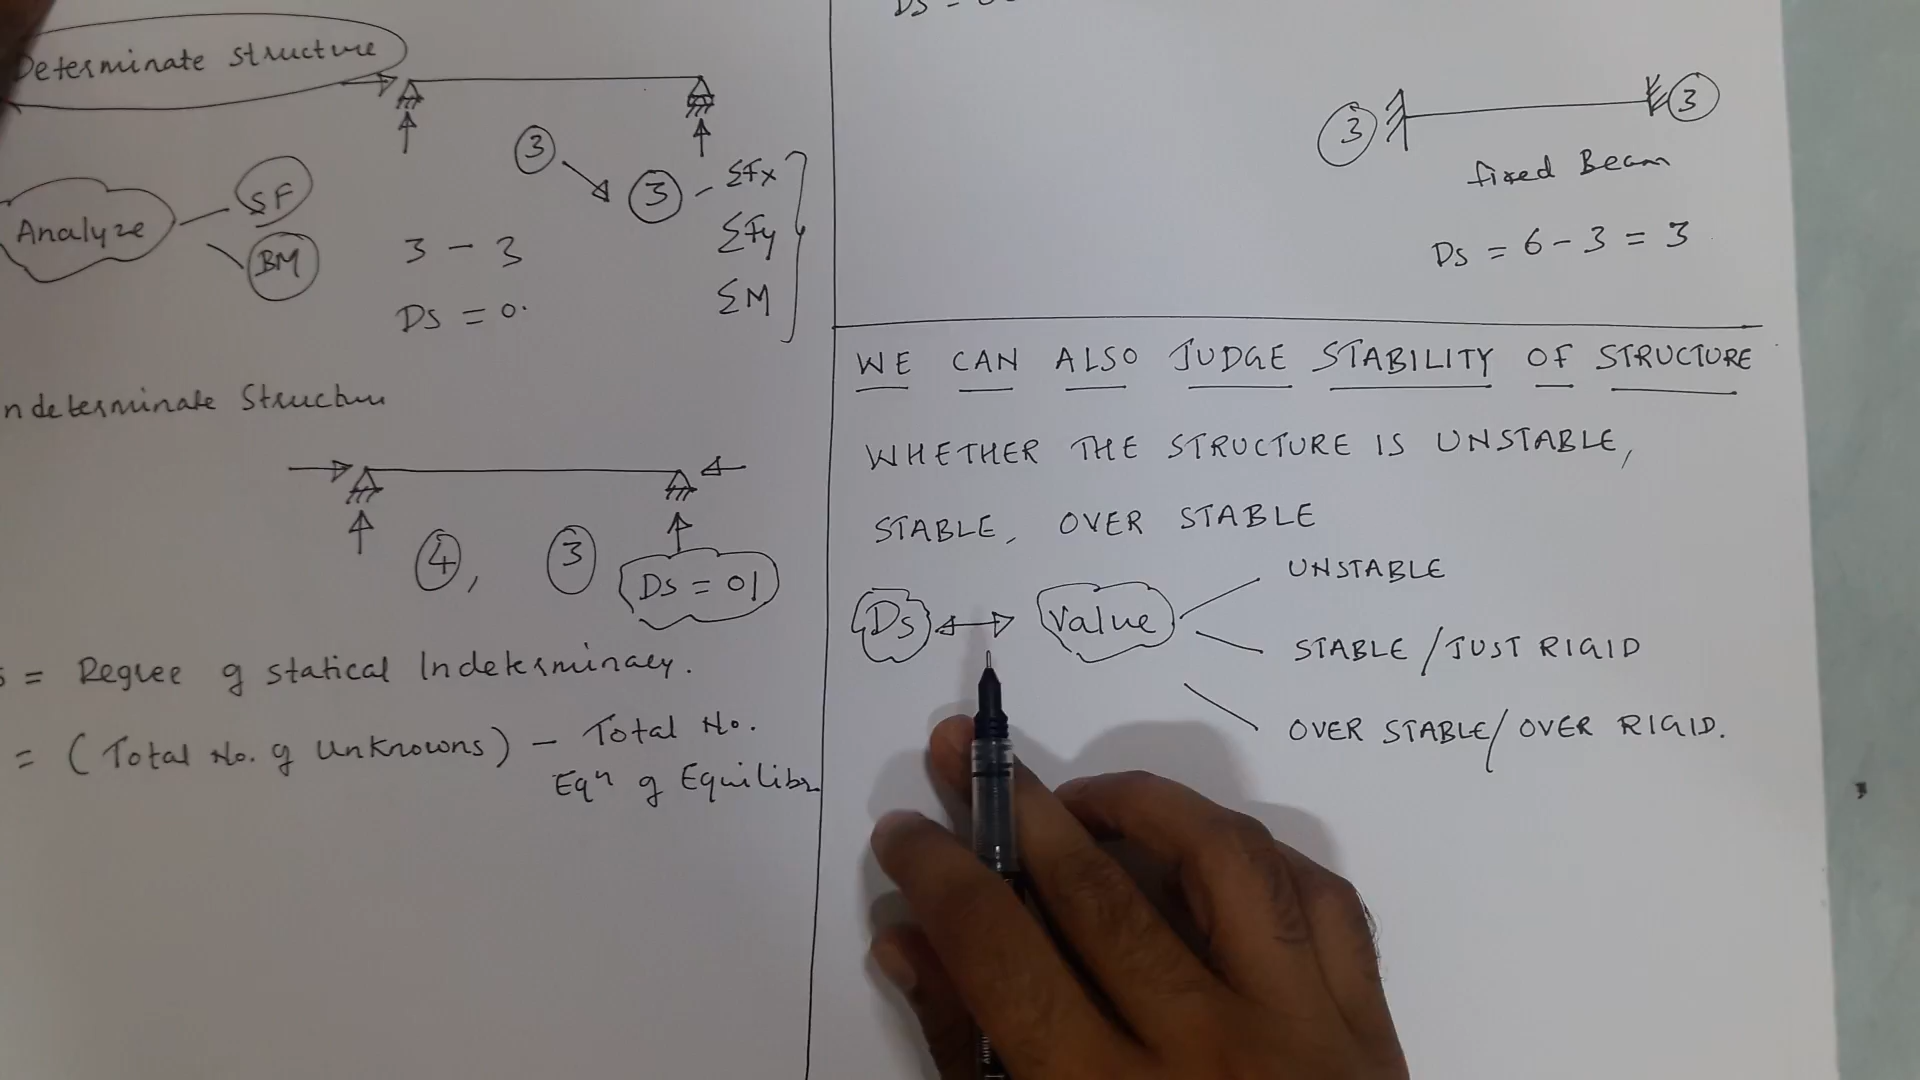 Determinate structure
Analyze
SF
BM
3 - 3
Ds = 0.
3
3
Σfx
Σfy
ΣM
ndeterminate Structure
4, 3
Ds = 01
s = Degree of statical Indeterminacy.
= (Total No. of Unknowns) - Total No.
Eqn of Equilibr
Ds =
3
3
fixed Beam
Ds = 6 - 3 = 3
WE CAN ALSO JUDGE STABILITY OF STRUCTURE
WHETHER THE STRUCTURE IS UNSTABLE,
STABLE, OVER STABLE
Ds
Value
UNSTABLE
STABLE / JUST RIGID
OVER STABLE / OVER RIGID.